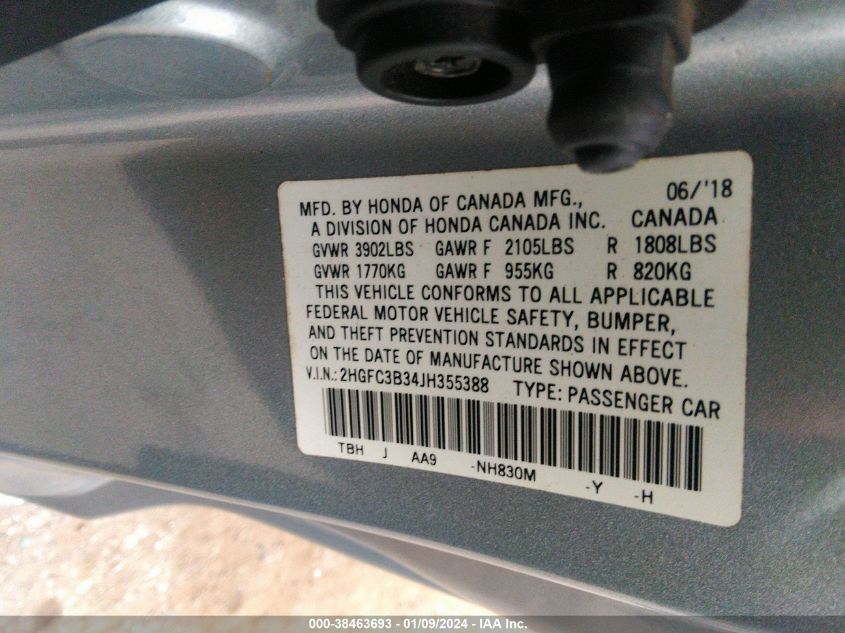 MFD. BY HONDA OF CANADA MFG., 06/'18
A DIVISION OF HONDA CANADA INC. CANADA
GVWR 3902LBS GAWR F 2105LBS R 1808LBS
GVWR 1770KG GAWR F 955KG R 820KG
THIS VEHICLE CONFORMS TO ALL APPLICABLE
FEDERAL MOTOR VEHICLE SAFETY, BUMPER,
AND THEFT PREVENTION STANDARDS IN EFFECT
ON THE DATE OF MANUFACTURE SHOWN ABOVE.
V.I.N.: 2HGFC3B34JH355388 TYPE: PASSENGER CAR
TBH J AA9 -NH830M -Y -H
000-38463693 - 01/09/2024 - IAA Inc.